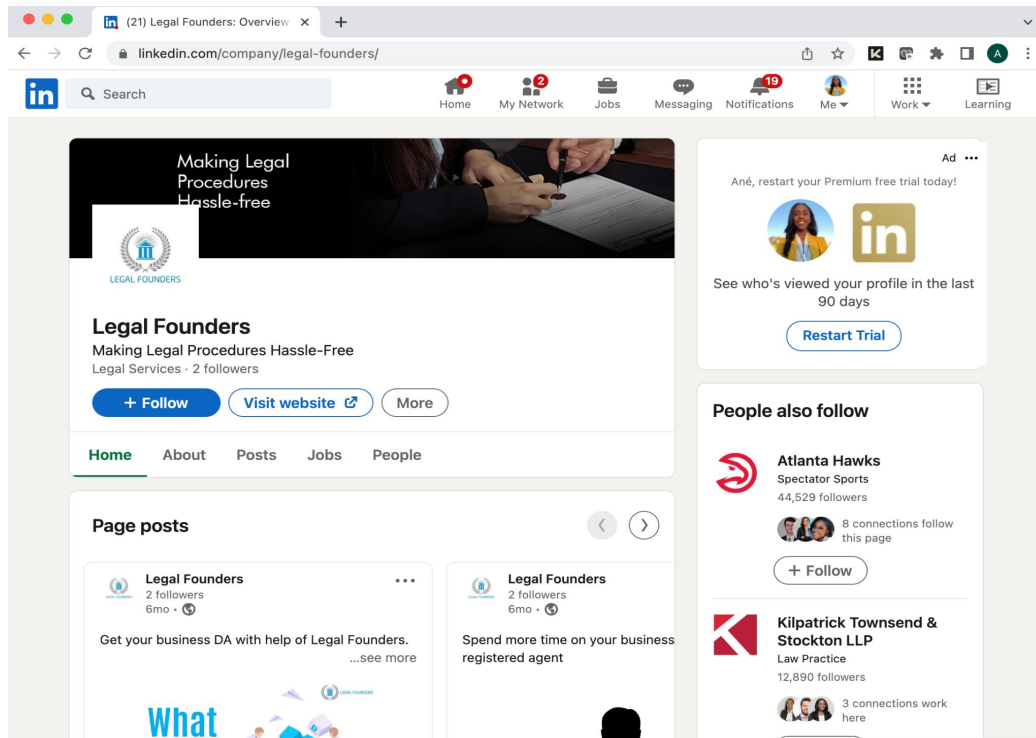 (21) Legal Founders: Overview
linkedin.com/company/legal-founders/
A
in
Search
Home
2
My Network
Jobs
Messaging
19
Notifications
Me
Work
Learning
Making Legal
Procedures
Hassle-free
LEGAL FOUNDERS
Legal Founders
Making Legal Procedures Hassle-Free
Legal Services · 2 followers
+ Follow
Visit website
More
Home
About
Posts
Jobs
People
Page posts
Legal Founders
2 followers
6mo •
Get your business DA with help of Legal Founders.
...see more
LEGAL FOUNDERS
What
Legal Founders
2 followers
6mo •
Spend more time on your business
registered agent
Ad
Ané, restart your Premium free trial today!
in
See who's viewed your profile in the last
90 days
Restart Trial
People also follow
Atlanta Hawks
Spectator Sports
44,529 followers
8 connections follow
this page
+ Follow
Kilpatrick Townsend &
Stockton LLP
Law Practice
12,890 followers
3 connections work
here